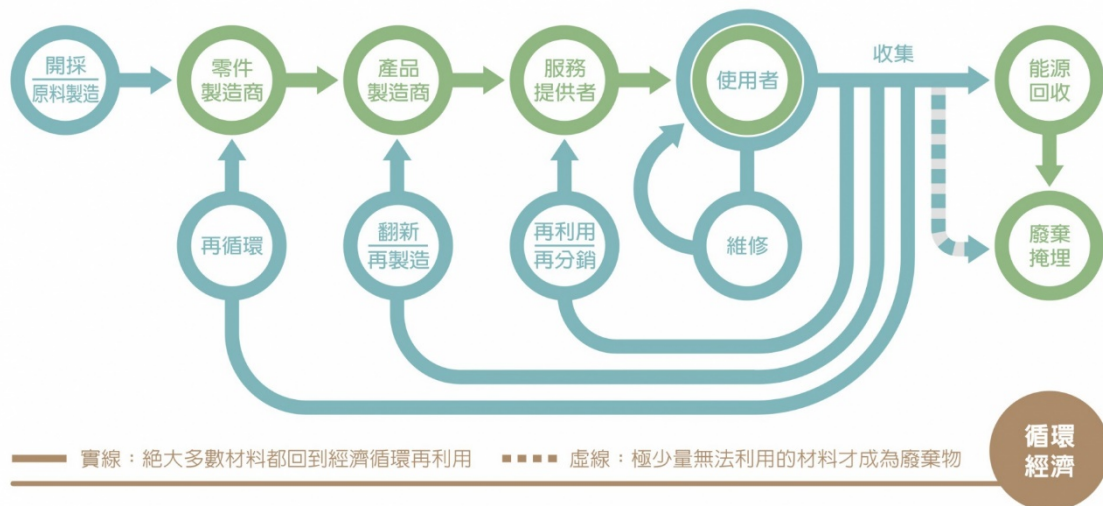 開採
原料製造
零件
製造商
產品
製造商
服務
提供者
使用者
收集
能源
回收
再循環
翻新
再製造
再利用
再分銷
維修
廢棄
掩埋
實線：絕大多數材料都回到經濟循環再利用
虛線：極少量無法利用的材料才成為廢棄物
循環
經濟